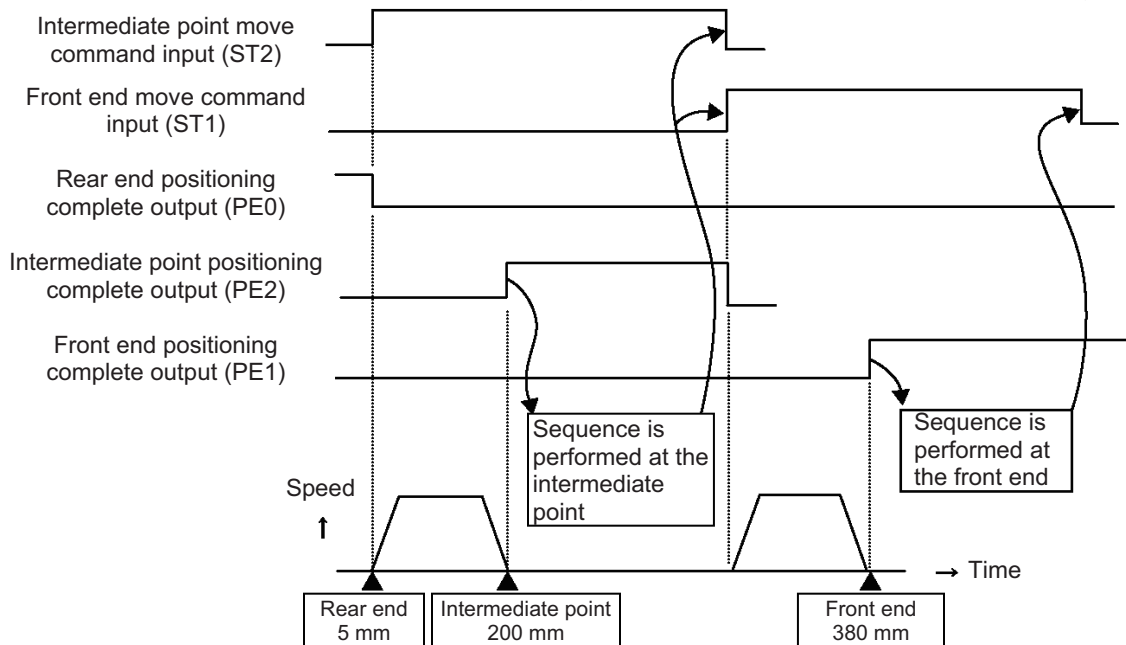 Intermediate point move
command input (ST2)
Front end move command
input (ST1)
Rear end positioning
complete output (PE0)
Intermediate point positioning
complete output (PE2)
Front end positioning
complete output (PE1)
Sequence is
performed at the
intermediate
point
Sequence is
performed at
the front end
Speed
↑
→ Time
Rear end
5 mm
Intermediate point
200 mm
Front end
380 mm